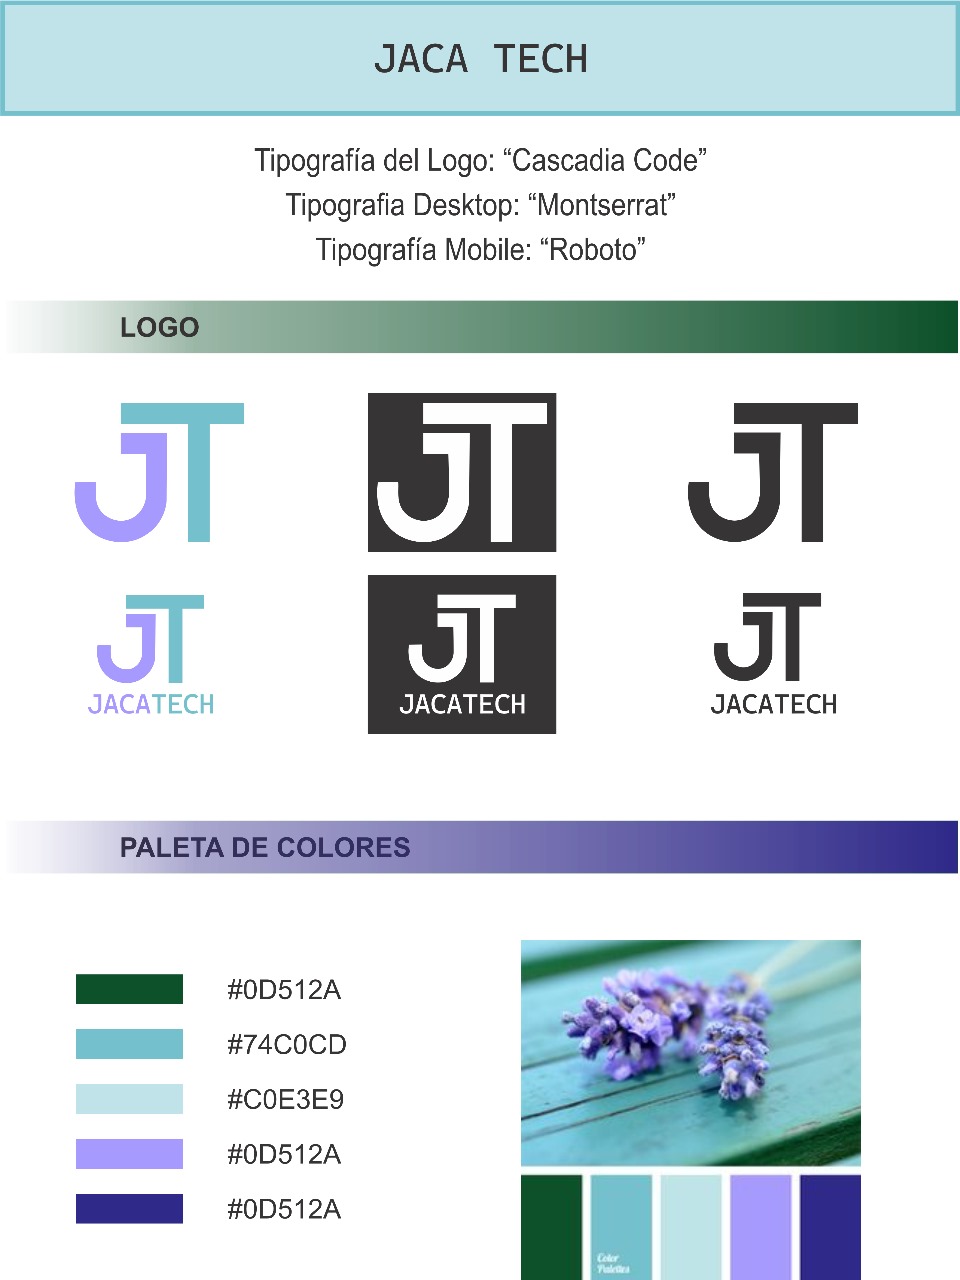 JACA TECH
Tipografía del Logo: “Cascadia Code”
Tipografia Desktop: “Montserrat”
Tipografía Mobile: “Roboto”
LOGO
JT
JT
JT
JT
JACATECH
JT
JACATECH
JT
JACATECH
PALETA DE COLORES
#0D512A
#74C0CD
#C0E3E9
#0D512A
#0D512A
Color
Palettes